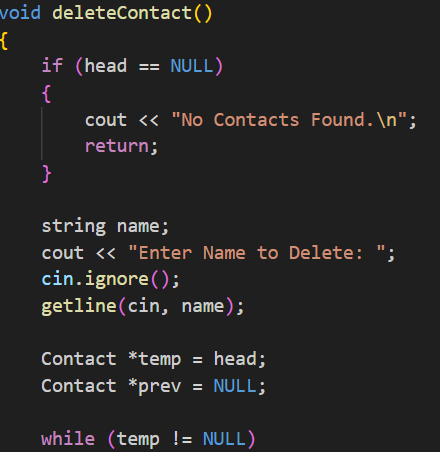 void deleteContact()
{
    if (head == NULL)
    {
        cout << "No Contacts Found.\n";
        return;
    }

    string name;
    cout << "Enter Name to Delete: ";
    cin.ignore();
    getline(cin, name);

    Contact *temp = head;
    Contact *prev = NULL;

    while (temp != NULL)